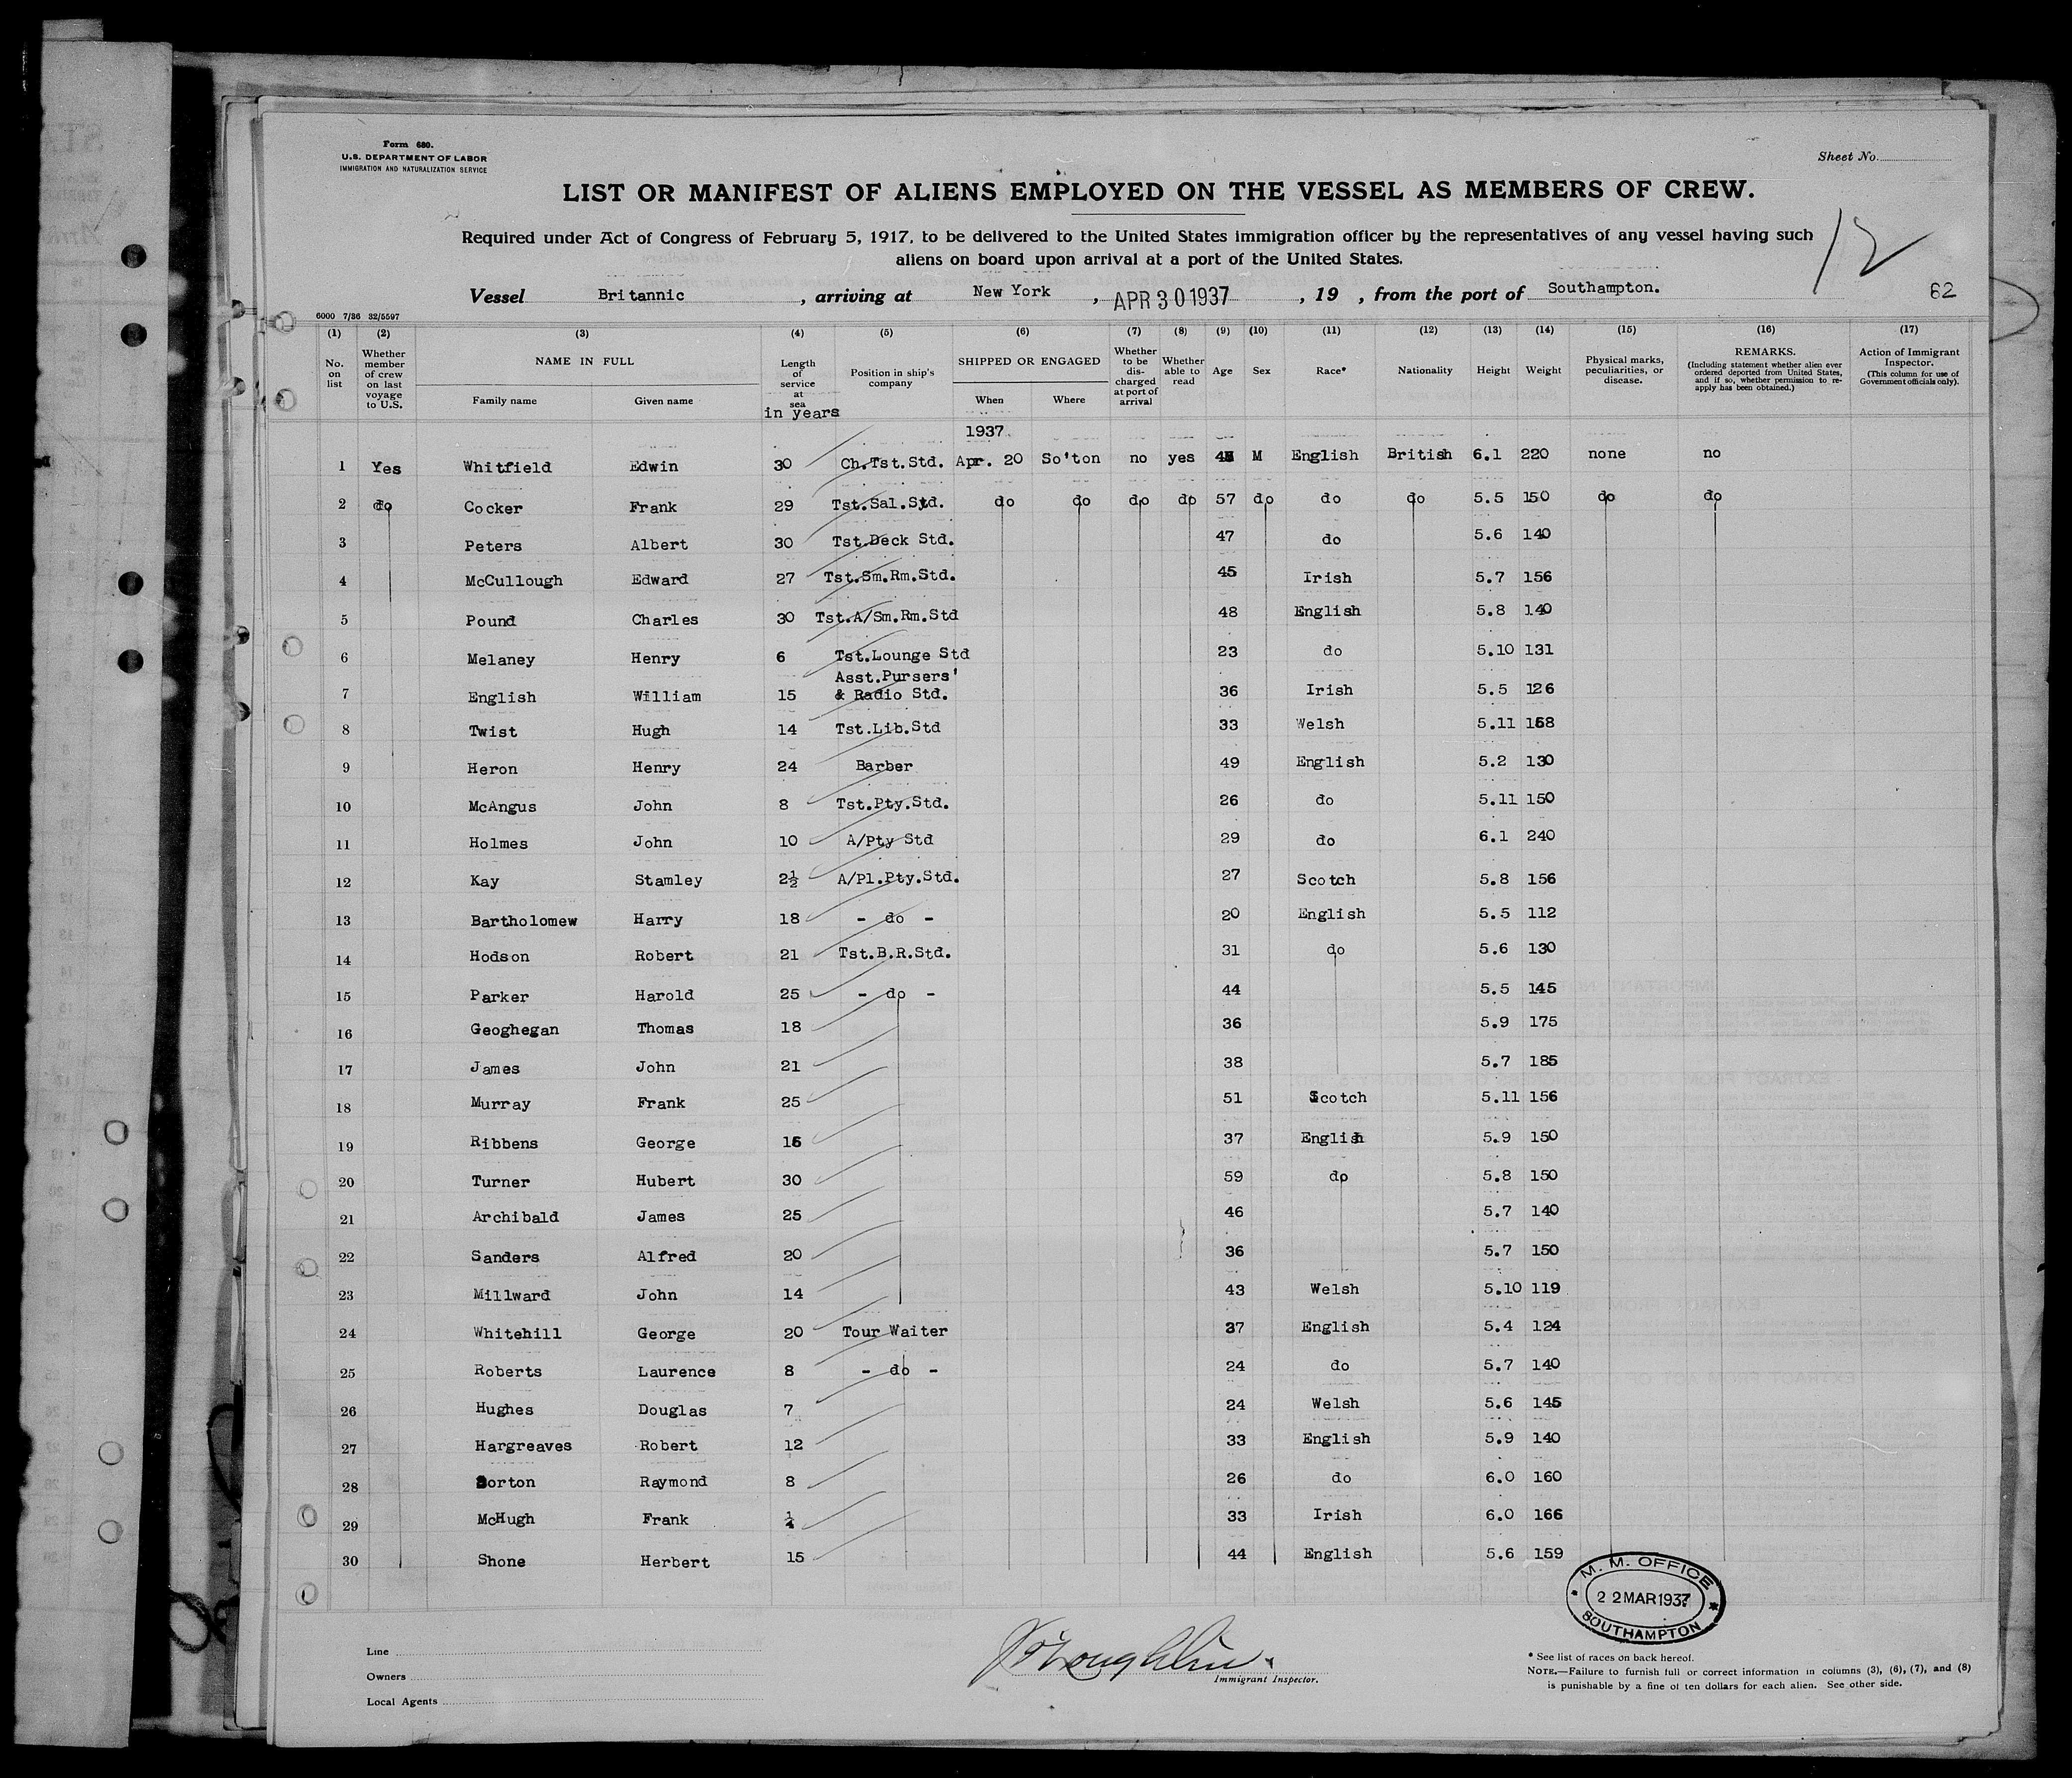 Form 680.
U.S. DEPARTMENT OF LABOR
IMMIGRATION AND NATURALIZATION SERVICE
Sheet No.
LIST OR MANIFEST OF ALIENS EMPLOYED ON THE VESSEL AS MEMBERS OF CREW.
Required under Act of Congress of February 5, 1917, to be delivered to the United States immigration officer by the representatives of any vessel having such
aliens on board upon arrival at a port of the United States.
12
Vessel Britannic, arriving at New York, APR 30 1937, 19 , from the port of Southampton.
62
6000 7/36 32/5597
(1) (2) (3) (4) (5) (6) (7) (8) (9) (10) (11) (12) (13) (14) (15) (16) (17)
No. on list
Whether member of crew on last voyage to U.S.
NAME IN FULL
Family name Given name
Length of service at sea in years
Position in ship's company
SHIPPED OR ENGAGED
When Where
Whether to be discharged at port of arrival
Whether able to read
Age Sex Race* Nationality Height Weight
Physical marks, peculiarities, or disease.
REMARKS.
(Including statement whether alien ever ordered deported from United States, and if so, whether permission to reapply has been obtained.)
Action of Immigrant Inspector.
(This column for use of Government officials only).
1937
1 Yes Whitfield Edwin 30 Ch.Tst.Std. Apr. 20 So'ton no yes M English British 6.1 220 none no
2 do Cocker Frank 29 Tst.Sal.Std. do do do do 57 do do do 5.5 150 do do
3 Peters Albert 30 Tst.Deck Std. 47 do 5.6 140
4 McCullough Edward 27 Tst.Sm.Rm.Std. 45 Irish 5.7 156
5 Pound Charles 30 Tst.A/Sm.Rm.Std 48 English 5.8 140
6 Melaney Henry 6 Tst.Lounge Std 23 do 5.10 131
7 English William 15 Asst.Pursers' & Radio Std. 36 Irish 5.5 126
8 Twist Hugh 14 Tst.Lib.Std 33 Welsh 5.11 168
9 Heron Henry 24 Barber 49 English 5.2 130
10 McAngus John 8 Tst.Pty.Std. 26 do 5.11 150
11 Holmes John 10 A/Pty Std 29 do 6.1 240
12 Kay Stamley 2½ A/Pl.Pty.Std. 27 Scotch 5.8 156
13 Bartholomew Harry 18 - do - 20 English 5.5 112
14 Hodson Robert 21 Tst.B.R.Std. 31 do 5.6 130
15 Parker Harold 25 - do - 44 5.5 145
16 Geoghegan Thomas 18 36 5.9 175
17 James John 21 38 5.7 185
18 Murray Frank 25 51 Scotch 5.11 156
19 Ribbens George 16 37 English 5.9 150
20 Turner Hubert 30 59 do 5.8 150
21 Archibald James 25 46 5.7 140
22 Sanders Alfred 20 36 5.7 150
23 Millward John 14 43 Welsh 5.10 119
24 Whitehill George 20 Tour Waiter 37 English 5.4 124
25 Roberts Laurence 8 - do - 24 do 5.7 140
26 Hughes Douglas 7 24 Welsh 5.6 145
27 Hargreaves Robert 12 33 English 5.9 140
28 Raymond 8 26 do 6.0 160
29 McHugh Frank ¼ 33 Irish 6.0 166
30 Shone Herbert 15 44 English 5.6 159
M. M. OFFICE
22 MAR 1937
SOUTHAMPTON
Line
Owners
Local Agents
Immigrant Inspector.
* See list of races on back hereof.
NOTE.—Failure to furnish full or correct information in columns (3), (6), (7), and (8)
is punishable by a fine of ten dollars for each alien. See other side.